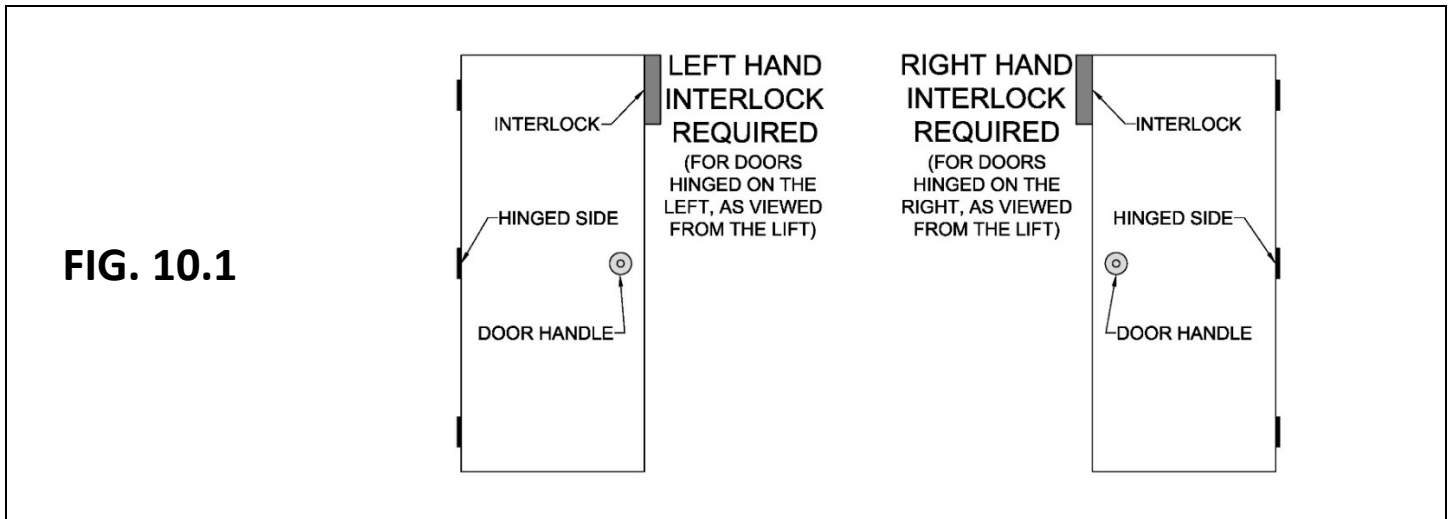 FIG. 10.1
LEFT HAND
INTERLOCK
REQUIRED
(FOR DOORS
HINGED ON THE
LEFT, AS VIEWED
FROM THE LIFT)
INTERLOCK
HINGED SIDE
DOOR HANDLE
RIGHT HAND
INTERLOCK
REQUIRED
(FOR DOORS
HINGED ON THE
RIGHT, AS VIEWED
FROM THE LIFT)
INTERLOCK
HINGED SIDE
DOOR HANDLE